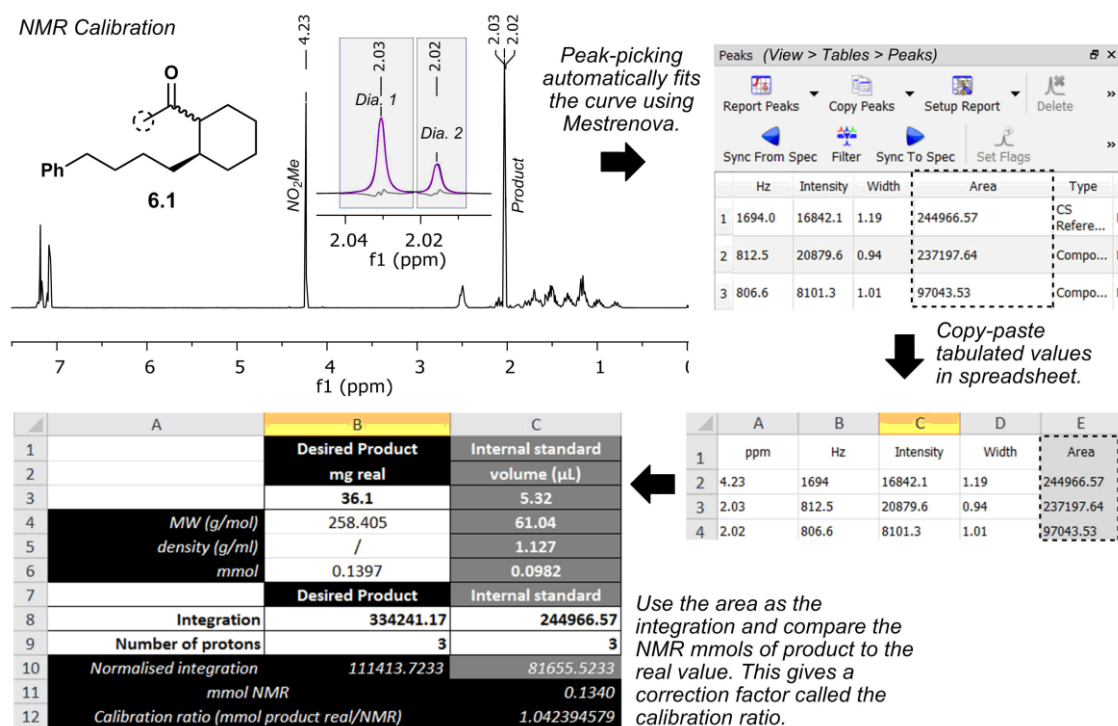 NMR Calibration
O
Ph
6.1
4.23
2.03
2.02
2.03
2.02
Dia. 1
Dia. 2
NO2Me
Product
2.04
2.02
f1 (ppm)
7
6
5
4
3
2
1
0
f1 (ppm)
Peak-picking
automatically fits
the curve using
Mestrenova.
Peaks (View > Tables > Peaks)
Report Peaks Copy Peaks Setup Report Delete »
Sync From Spec Filter Sync To Spec Set Flags »
Hz Intensity Width Area Type
1 1694.0 16842.1 1.19 244966.57 CS
Refere...
2 812.5 20879.6 0.94 237197.64 Compo...
3 806.6 8101.3 1.01 97043.53 Compo...
Copy-paste
tabulated values
in spreadsheet.
A B C D E
1 ppm Hz Intensity Width Area
2 4.23 1694 16842.1 1.19 244966.57
3 2.03 812.5 20879.6 0.94 237197.64
4 2.02 806.6 8101.3 1.01 97043.53
A B C
1 Desired Product Internal standard
2 mg real volume (µL)
3 36.1 5.32
4 MW (g/mol) 258.405 61.04
5 density (g/ml) / 1.127
6 mmol 0.1397 0.0982
7 Desired Product Internal standard
8 Integration 334241.17 244966.57
9 Number of protons 3 3
10 Normalised integration 111413.7233 81655.5233
11 mmol NMR 0.1340
12 Calibration ratio (mmol product real/NMR) 1.042394579
Use the area as the
integration and compare the
NMR mmols of product to the
real value. This gives a
correction factor called the
calibration ratio.